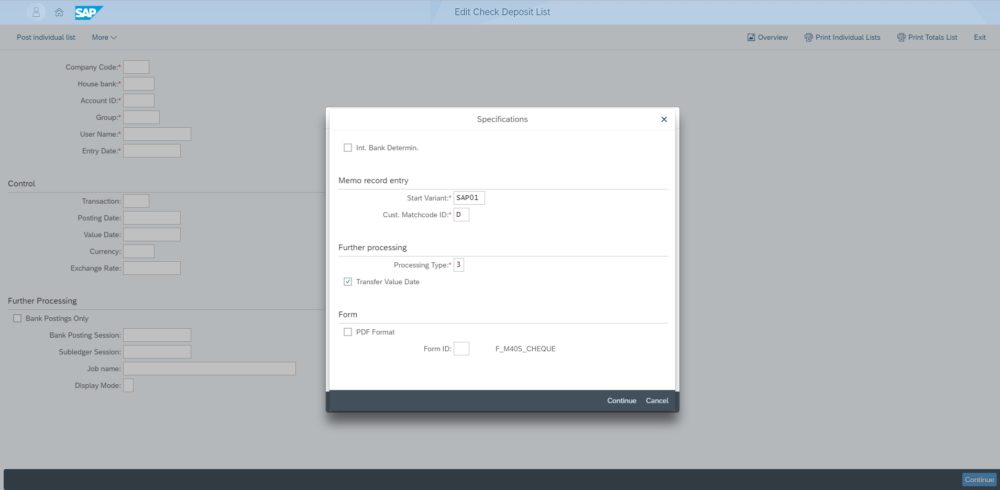 SAP
Edit Check Deposit List
Post individual list More Overview Print Individual Lists Print Totals List Exit
Company Code:*
House bank:*
Account ID:*
Group:*
User Name:*
Entry Date:*
Control
Transaction:
Posting Date:
Value Date:
Currency:
Exchange Rate:
Further Processing
Bank Postings Only
Bank Posting Session:
Subledger Session:
Job name:
Display Mode:
Specifications
Int. Bank Determin.
Memo record entry
Start Variant:* SAP01
Cust. Matchcode ID:* D
Further processing
Processing Type:* 3
Transfer Value Date
Form
PDF Format
Form ID: F_M40S_CHEQUE
Continue Cancel
Continue